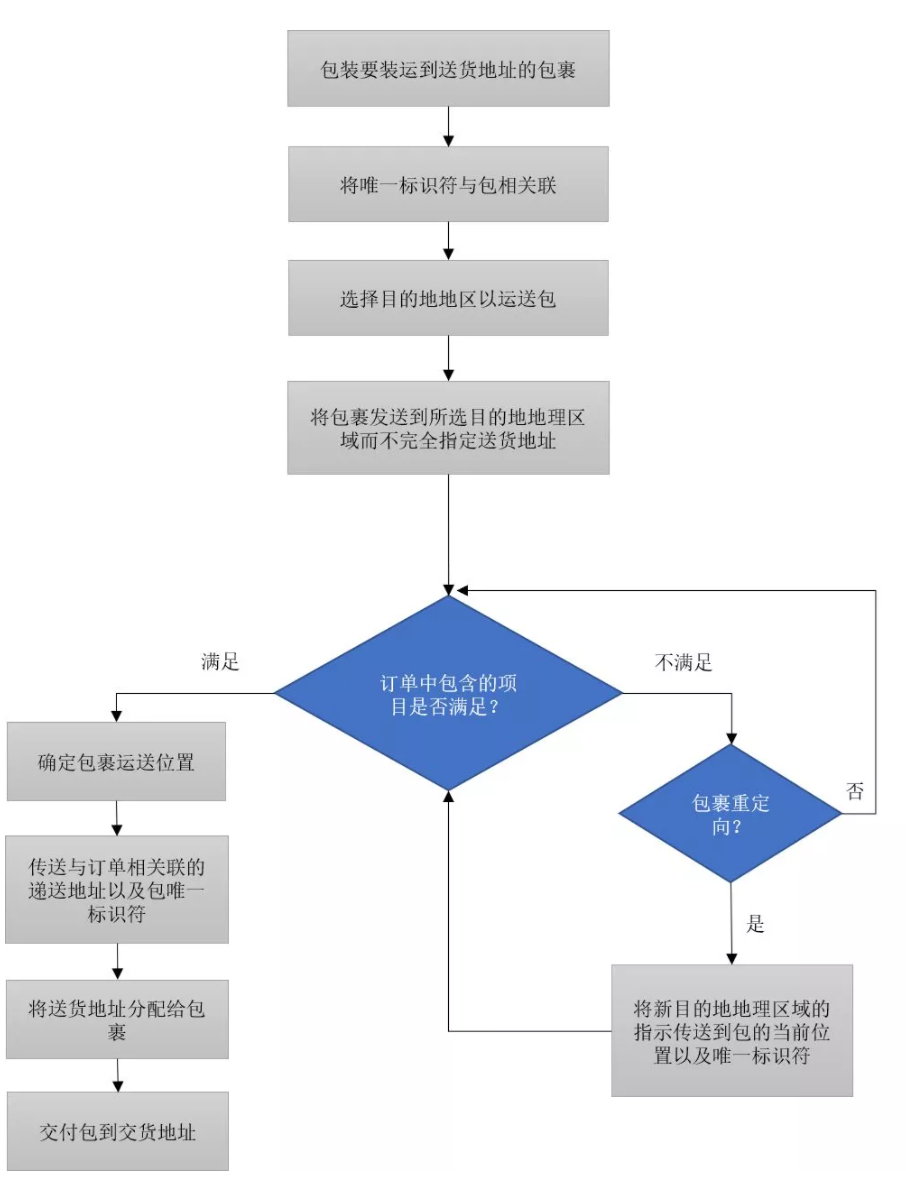 包装要装运到送货地址的包裹
将唯一标识符与包相关联
选择目的地地区以运送包
将包裹发送到所选目的地地理区
域而不完全指定送货地址
满足
不满足
订单中包含的项
目是否满足？
确定包裹运送位置
包裹重定
向？
否
传送与订单相关联的
递送地址以及包唯一
标识符
是
将送货地址分配给包
裹
将新目的地地理区域的
指示传送到包的当前位
置以及唯一标识符
交付包到交货地址